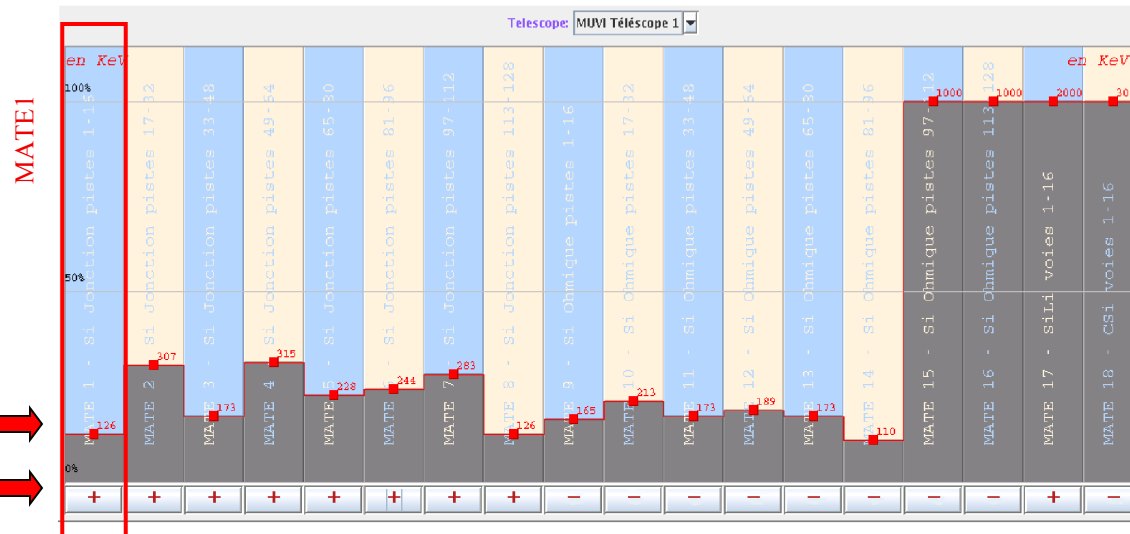 Telescope: MUVI Téléscope 1
en KeV
en KeV
100%
50%
0%
MATE1
MATE 1 - Si Jonction pistes 1-16
MATE 2 - Si Jonction pistes 17-32
MATE 3 - Si Jonction pistes 33-48
MATE 4 - Si Jonction pistes 49-64
MATE 5 - Si Jonction pistes 65-80
MATE 6 - Si Jonction pistes 81-96
MATE 7 - Si Jonction pistes 97-112
MATE 8 - Si Jonction pistes 113-128
MATE 9 - Si Ohmique pistes 1-16
MATE 10 - Si Ohmique pistes 17-32
MATE 11 - Si Ohmique pistes 33-48
MATE 12 - Si Ohmique pistes 49-64
MATE 13 - Si Ohmique pistes 65-80
MATE 14 - Si Ohmique pistes 81-96
MATE 15 - Si Ohmique pistes 97-112
MATE 16 - Si Ohmique pistes 113-128
MATE 17 - SiLi voies 1-16
MATE 18 - CSi voies 1-16
126 307 173 315 228 244 283 126 165 213 173 189 173 110 1000 1000 2000
+ + + + + + + + - - - - - - - - + -